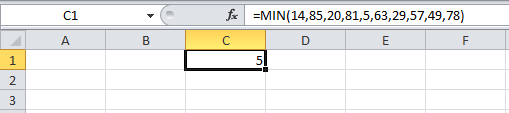 C1 fx =MIN(14,85,20,81,5,63,29,57,49,78)
A B C D E F
1 5
2
3